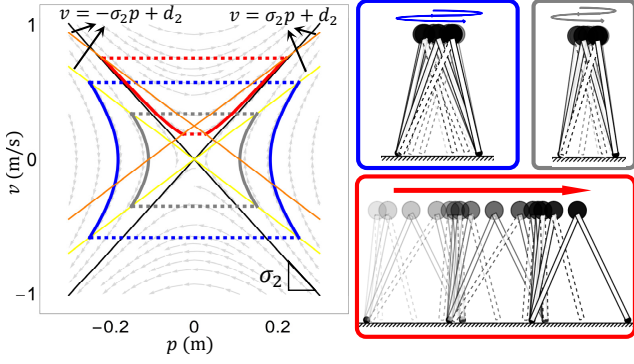 v = −σ₂p + d₂
v = σ₂p + d₂
1
v (m/s)
0
σ₂
−1
−0.2
0
0.2
p (m)